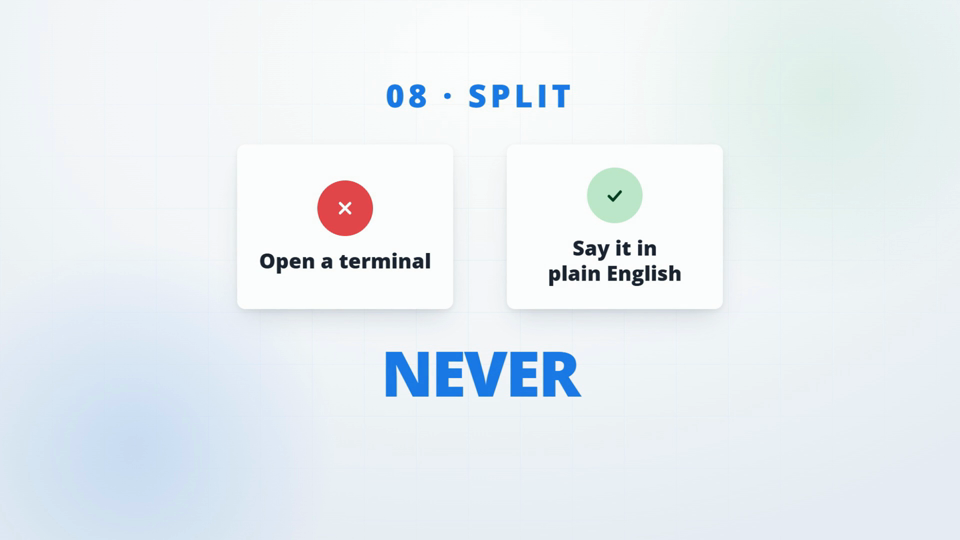 08 · SPLIT
Open a terminal
Say it in
plain English
NEVER